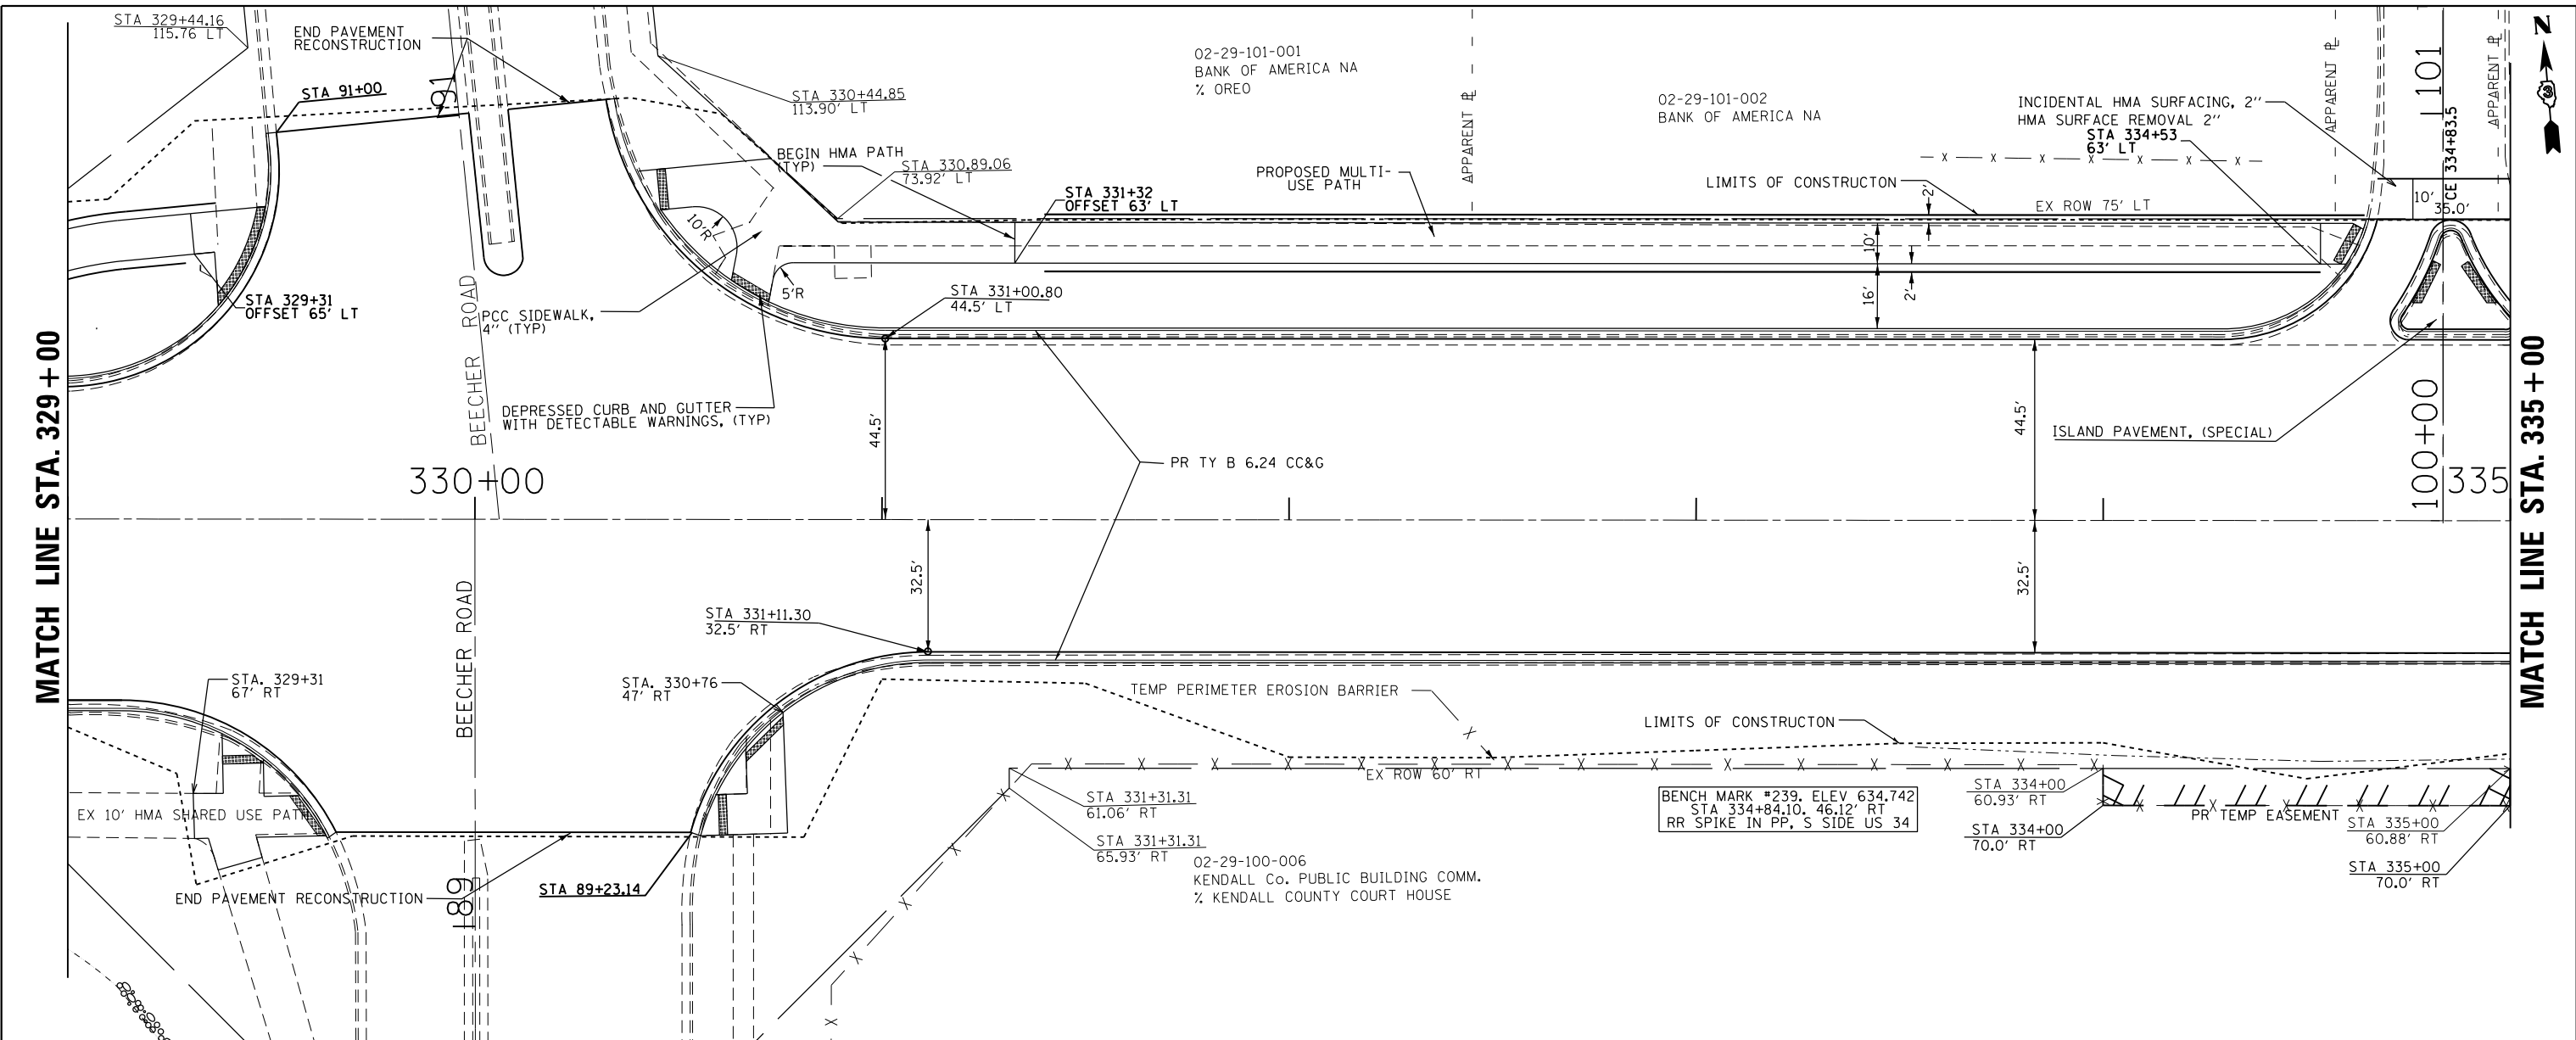 STA 329+44.16
115.76 LT
END PAVEMENT
RECONSTRUCTION
STA 91+00
91
STA 330+44.85
113.90' LT
02-29-101-001
BANK OF AMERICA NA
% OREO
APPARENT PL
02-29-101-002
BANK OF AMERICA NA
INCIDENTAL HMA SURFACING, 2''
HMA SURFACE REMOVAL 2''
STA 334+53
63' LT
APPARENT PL
101
CE 334+83.5
APPARENT PL
N
3
BEGIN HMA PATH
(TYP)
STA 330.89.06
73.92' LT
STA 331+32
OFFSET 63' LT
PROPOSED MULTI-
USE PATH
LIMITS OF CONSTRUCTON
2'
EX ROW 75' LT
10'
35.0'
10'R
5'R
10'
16'
2'
STA 329+31
OFFSET 65' LT
PCC SIDEWALK,
4'' (TYP)
STA 331+00.80
44.5' LT
BEECHER ROAD
DEPRESSED CURB AND GUTTER
WITH DETECTABLE WARNINGS, (TYP)
44.5'
44.5'
ISLAND PAVEMENT, (SPECIAL)
PR TY B 6.24 CC&G
MATCH LINE STA. 329+00
MATCH LINE STA. 335+00
330+00
100+00
335
32.5'
32.5'
BEECHER ROAD
STA 331+11.30
32.5' RT
STA. 329+31
67' RT
STA. 330+76
47' RT
TEMP PERIMETER EROSION BARRIER
LIMITS OF CONSTRUCTON
EX ROW 60' RT
EX 10' HMA SHARED USE PATH
STA 331+31.31
61.06' RT
STA 331+31.31
65.93' RT
BENCH MARK #239. ELEV 634.742
STA 334+84.10. 46.12' RT
RR SPIKE IN PP, S SIDE US 34
STA 334+00
60.93' RT
STA 334+00
70.0' RT
PR TEMP EASEMENT
STA 335+00
60.88' RT
STA 335+00
70.0' RT
02-29-100-006
KENDALL Co. PUBLIC BUILDING COMM.
% KENDALL COUNTY COURT HOUSE
END PAVEMENT RECONSTRUCTION
89
STA 89+23.14